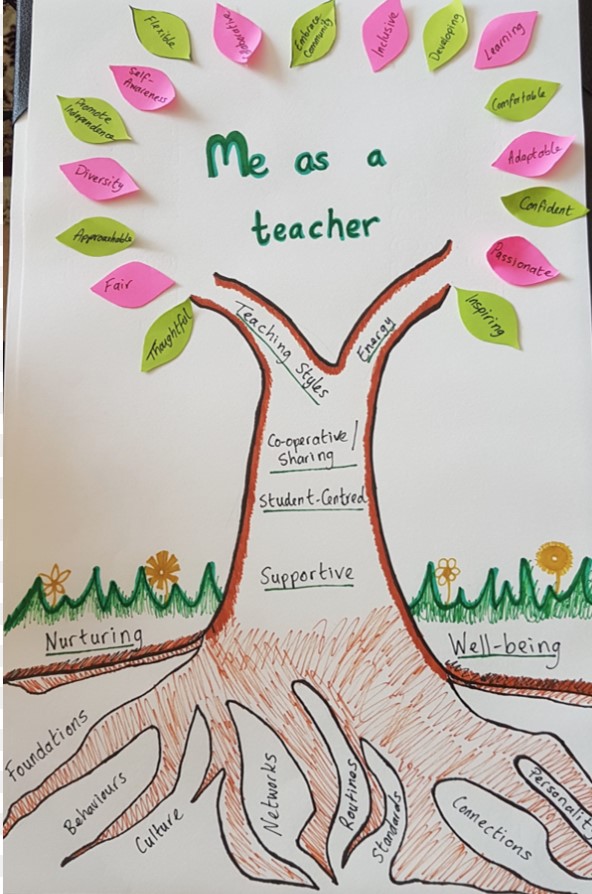 Flexible
Embrace
Community
Inclusive
Developing
Learning
Self-
Awareness
Comfortable
Promote
Independence
Adaptable
Diversity
Confident
Approachable
Passionate
Fair
Inspiring
Thoughtful
Me as a
teacher
Teaching Styles
Energy
Co-operative/
Sharing
Student-Centred
Supportive
Nurturing
Well-being
Foundations
Behaviours
Culture
Networks
Routines
Standards
Connections
Personality